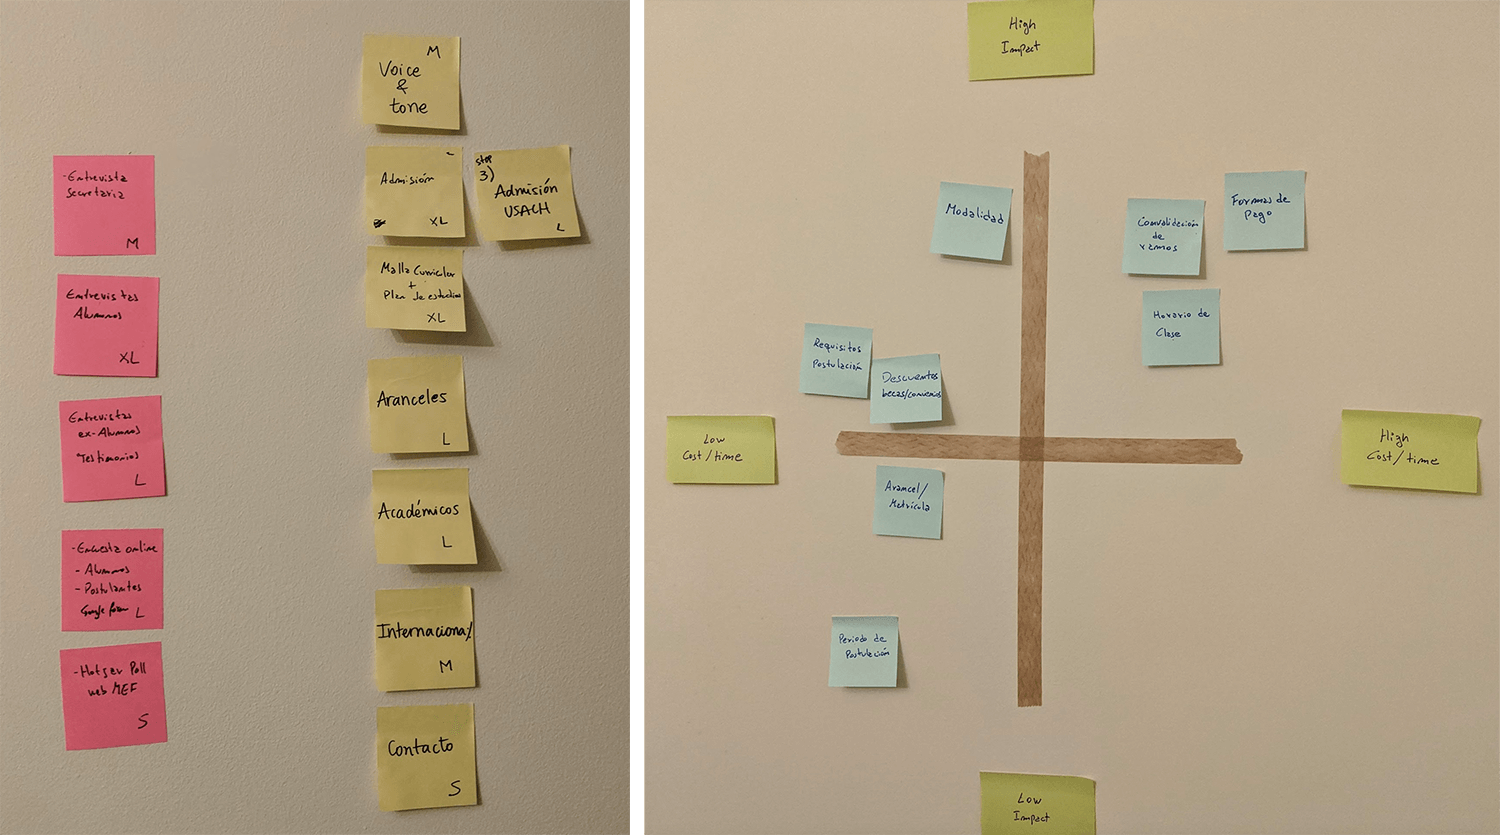 -Entrevista
Secretaria
M
Entrevistas
Alumnos
XL
Entrevistas
ex-Alumnos
Testimonios
L
-Encuesta online
- Alumnos
- Postulantes
Google form
L
-Hotjar Poll
web MEF
S
M
Voice
&
tone
Admisión
XL
step
3)
Admisión
USACH
L
Malla Curricular
+
Plan de estudios
XL
Aranceles
L
Académicos
L
Internacional
M
Contacto
S
High
Impact
Modalidad
Convalidación
de
ramos
Formas de
pago
Horario de
Clase
Requisitos
Postulación
Descuentos
becas/convenios
Low
Cost/time
High
Cost/time
Arancel/
Matrícula
Periodo de
Postulación
Low
Impact